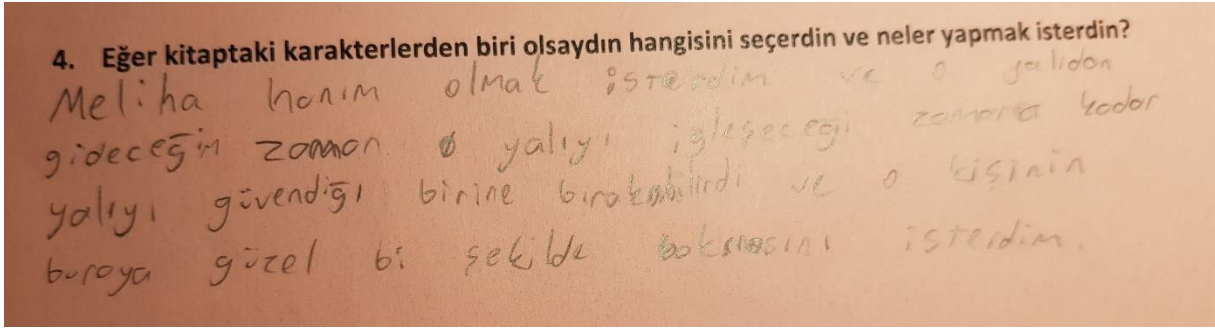 4. Eğer kitaptaki karakterlerden biri olsaydın hangisini seçerdin ve neler yapmak isterdin?
Meliha hanım olmak isterdim ve o yalıdan
gideceğim zaman o yalıyı zamana kadar
yalıyı güvendiği birine bırakabilirdi ve o kişinin
buraya güzel bi şekilde bakmasını isterdim.